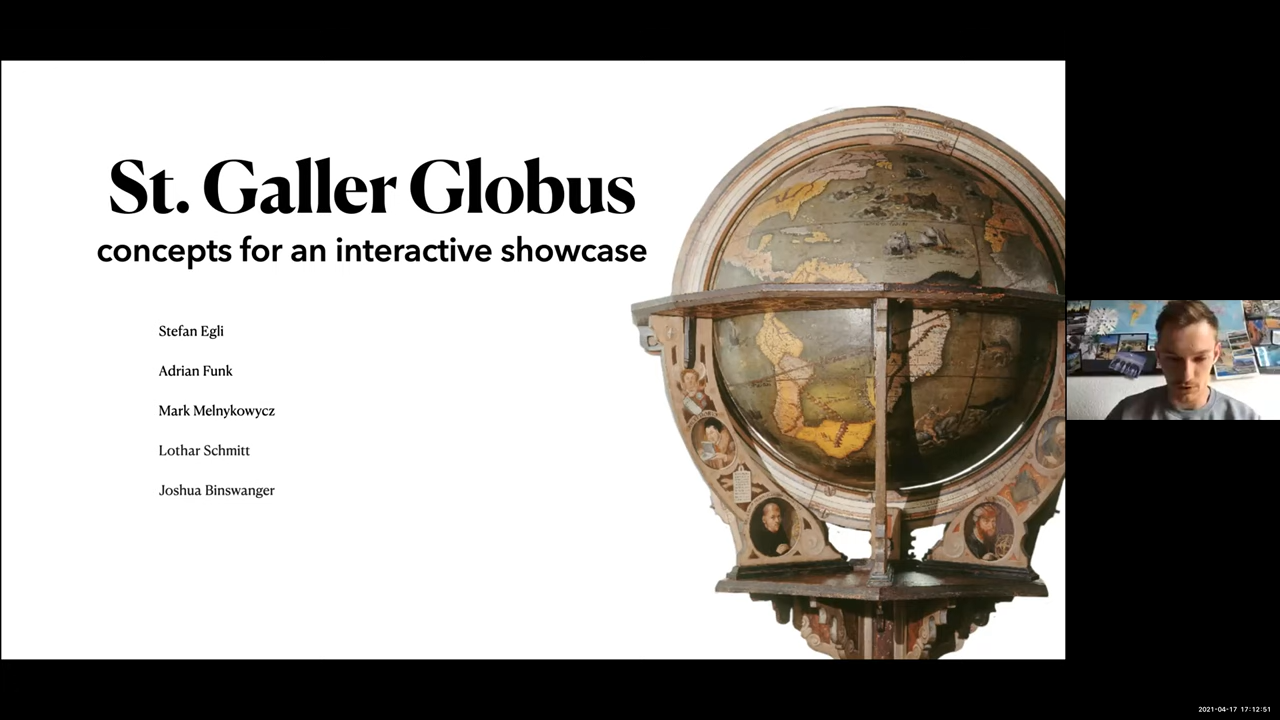 St. Galler Globus
concepts for an interactive showcase
Stefan Egli
Adrian Funk
Mark Melnykowycz
Lothar Schmitt
Joshua Binswanger
2021-04-17 17:12:51